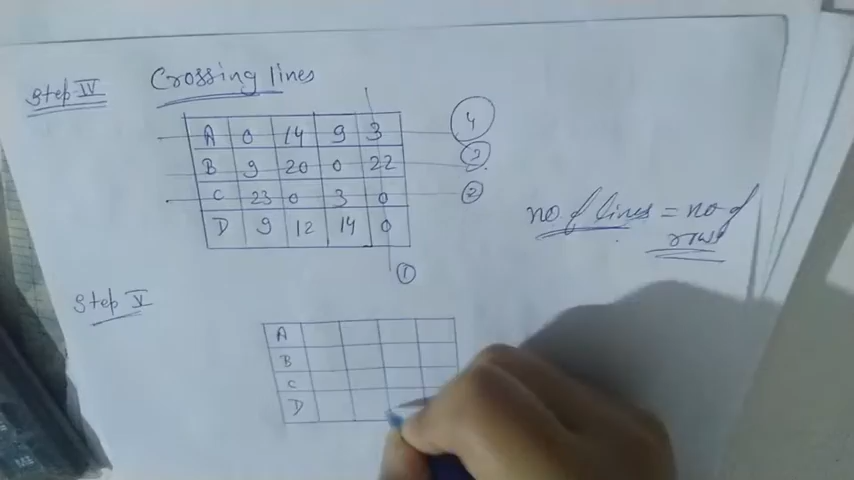 Step IV Crossing lines
A 0 14 9 3 4
B 9 20 0 22 3
C 23 0 3 0 2
D 9 12 14 0
1
no of lines = no of
rows
Step V
A
B
C
D